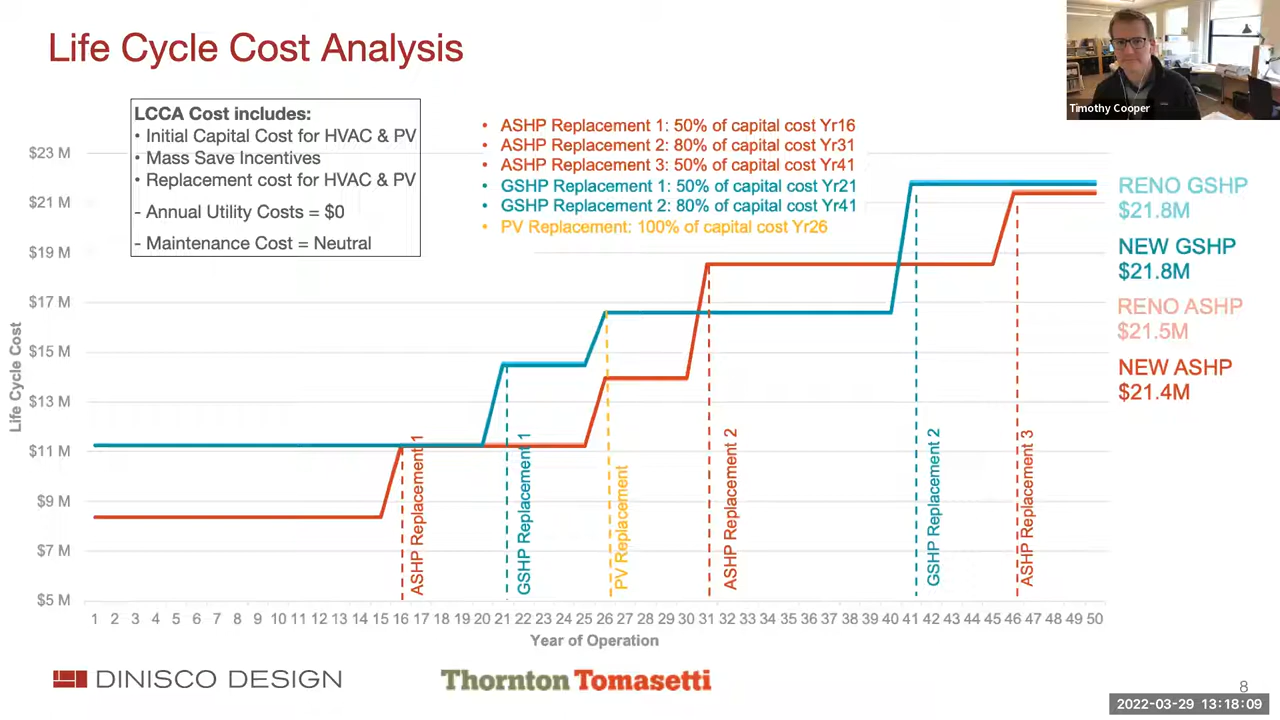 Life Cycle Cost Analysis
Timothy Cooper
LCCA Cost includes:
• Initial Capital Cost for HVAC & PV
• Mass Save Incentives
• Replacement cost for HVAC & PV
- Annual Utility Costs = $0
- Maintenance Cost = Neutral
• ASHP Replacement 1: 50% of capital cost Yr16
• ASHP Replacement 2: 80% of capital cost Yr31
• ASHP Replacement 3: 50% of capital cost Yr41
• GSHP Replacement 1: 50% of capital cost Yr21
• GSHP Replacement 2: 80% of capital cost Yr41
• PV Replacement: 100% of capital cost Yr26
$23 M
$21 M
$19 M
$17 M
$15 M
$13 M
$11 M
$9 M
$7 M
$5 M
Life Cycle Cost
ASHP Replacement 1
GSHP Replacement 1
PV Replacement
ASHP Replacement 2
GSHP Replacement 2
ASHP Replacement 3
RENO GSHP
$21.8M
NEW GSHP
$21.8M
RENO ASHP
$21.5M
NEW ASHP
$21.4M
1 2 3 4 5 6 7 8 9 10 11 12 13 14 15 16 17 18 19 20 21 22 23 24 25 26 27 28 29 30 31 32 33 34 35 36 37 38 39 40 41 42 43 44 45 46 47 48 49 50
Year of Operation
DINISCO DESIGN
Thornton Tomasetti
8
2022-03-29 13:18:09